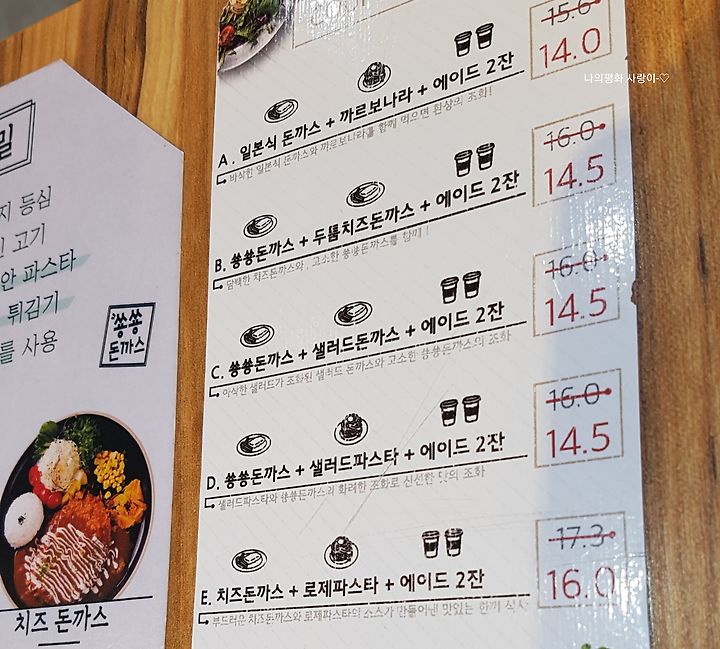 밀
지 등심
고기
안 파스타
튀김기
를 사용
쏭쏭
돈까스
치즈 돈까스
15.6
14.0
나의평화 사랑이-♡
A. 일본식 돈까스 + 까르보나라 + 에이드 2잔
바삭한 일본식 돈까스와 까르보나라를 함께 먹으면 환상의 조화!
16.0
14.5
B. 쏭쏭돈까스 + 두툼치즈돈까스 + 에이드 2잔
담백한 치즈돈까스와, 고소한 쏭쏭돈까스를 함께 !
16.0
14.5
C. 쏭쏭돈까스 + 샐러드돈까스 + 에이드 2잔
아삭한 샐러드가 조화된 샐러드 돈까스와 고소한 쏭쏭돈까스의 조화
16.0
14.5
D. 쏭쏭돈까스 + 샐러드파스타 + 에이드 2잔
샐러드파스타와 쏭쏭돈까스의 화려한 조화로 신선한 맛의 조화
17.3
16.0
E. 치즈돈까스 + 로제파스타 + 에이드 2잔
부드러운 치즈돈까스와 로제파스타의 소스가 만들어낸 맛있는 한끼 식사